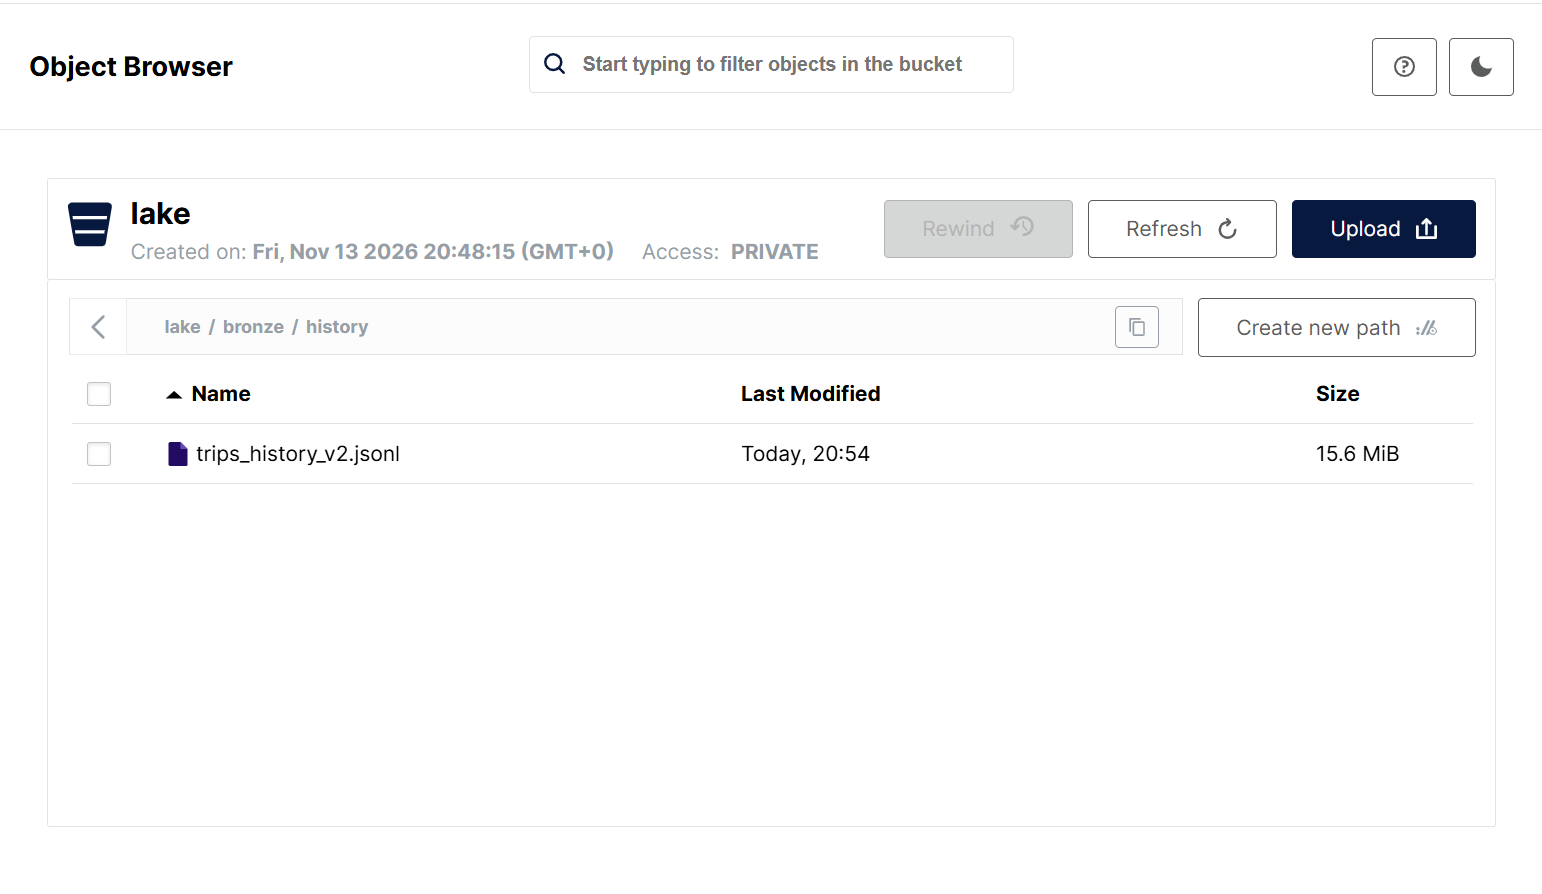 Object Browser
Start typing to filter objects in the bucket
lake
Created on: Fri, Nov 13 2026 20:48:15 (GMT+0) Access: PRIVATE
Rewind
Refresh
Upload
lake / bronze / history
Create new path
Name Last Modified Size
trips_history_v2.jsonl Today, 20:54 15.6 MiB